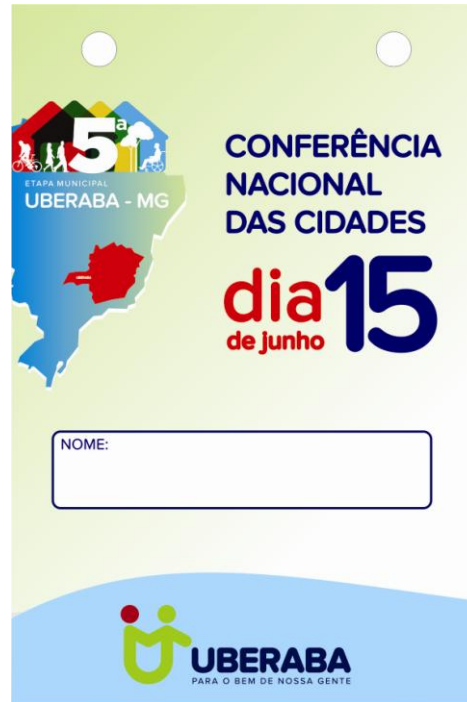 5ª
ETAPA MUNICIPAL
UBERABA - MG
CONFERÊNCIA
NACIONAL
DAS CIDADES
dia 15
de junho
NOME:
UBERABA
PARA O BEM DE NOSSA GENTE